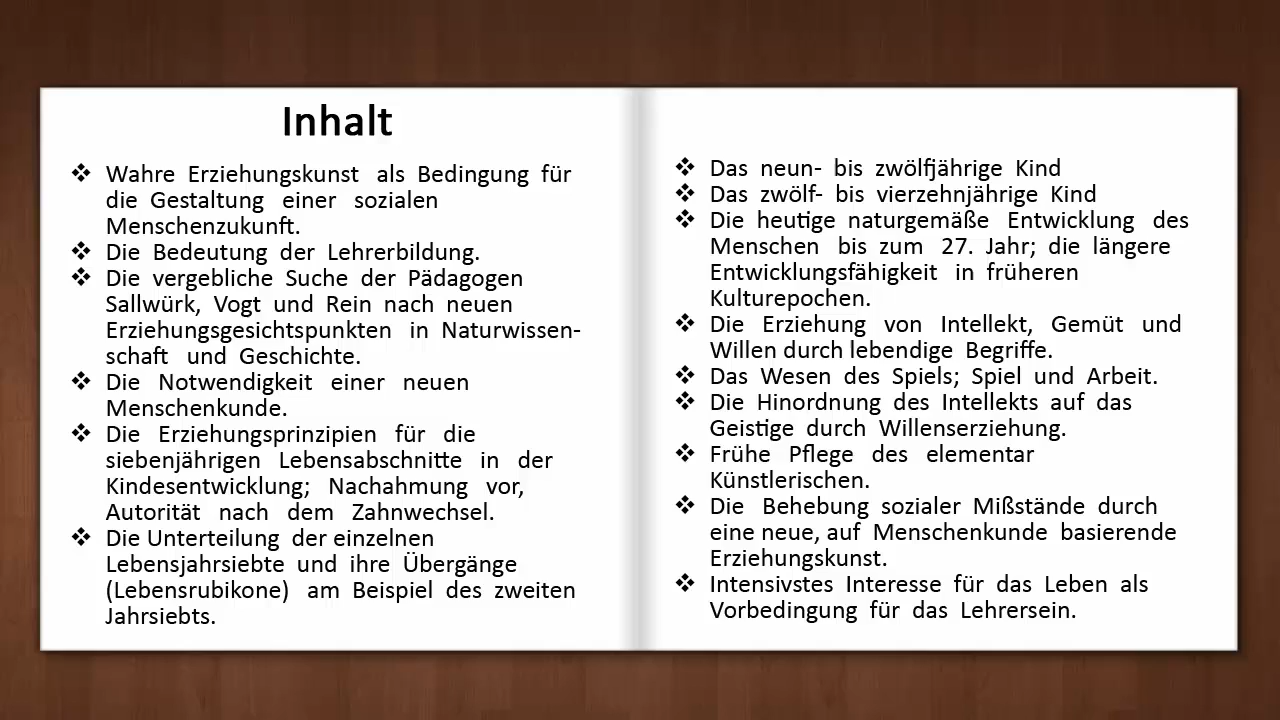 Inhalt
❖ Wahre Erziehungskunst als Bedingung für
die Gestaltung einer sozialen
Menschenzukunft.
❖ Die Bedeutung der Lehrerbildung.
❖ Die vergebliche Suche der Pädagogen
Sallwürk, Vogt und Rein nach neuen
Erziehungsgesichtspunkten in Naturwissen-
schaft und Geschichte.
❖ Die Notwendigkeit einer neuen
Menschenkunde.
❖ Die Erziehungsprinzipien für die
siebenjährigen Lebensabschnitte in der
Kindesentwicklung; Nachahmung vor,
Autorität nach dem Zahnwechsel.
❖ Die Unterteilung der einzelnen
Lebensjahrsiebte und ihre Übergänge
(Lebensrubikone) am Beispiel des zweiten
Jahrsiebts.
❖ Das neun- bis zwölfjährige Kind
❖ Das zwölf- bis vierzehnjährige Kind
❖ Die heutige naturgemäße Entwicklung des
Menschen bis zum 27. Jahr; die längere
Entwicklungsfähigkeit in früheren
Kulturepochen.
❖ Die Erziehung von Intellekt, Gemüt und
Willen durch lebendige Begriffe.
❖ Das Wesen des Spiels; Spiel und Arbeit.
❖ Die Hinordnung des Intellekts auf das
Geistige durch Willenserziehung.
❖ Frühe Pflege des elementar
Künstlerischen.
❖ Die Behebung sozialer Mißstände durch
eine neue, auf Menschenkunde basierende
Erziehungskunst.
❖ Intensivstes Interesse für das Leben als
Vorbedingung für das Lehrersein.